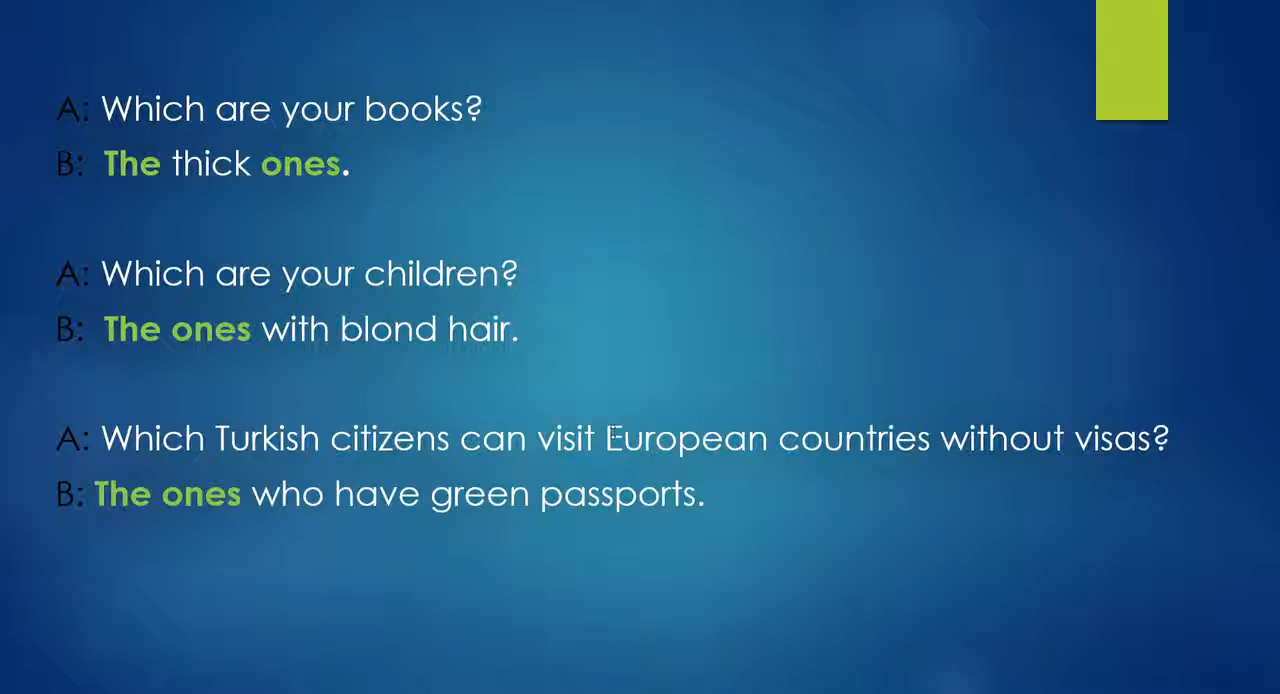 A: Which are your books?
B: The thick ones.
A: Which are your children?
B: The ones with blond hair.
A: Which Turkish citizens can visit European countries without visas?
B: The ones who have green passports.